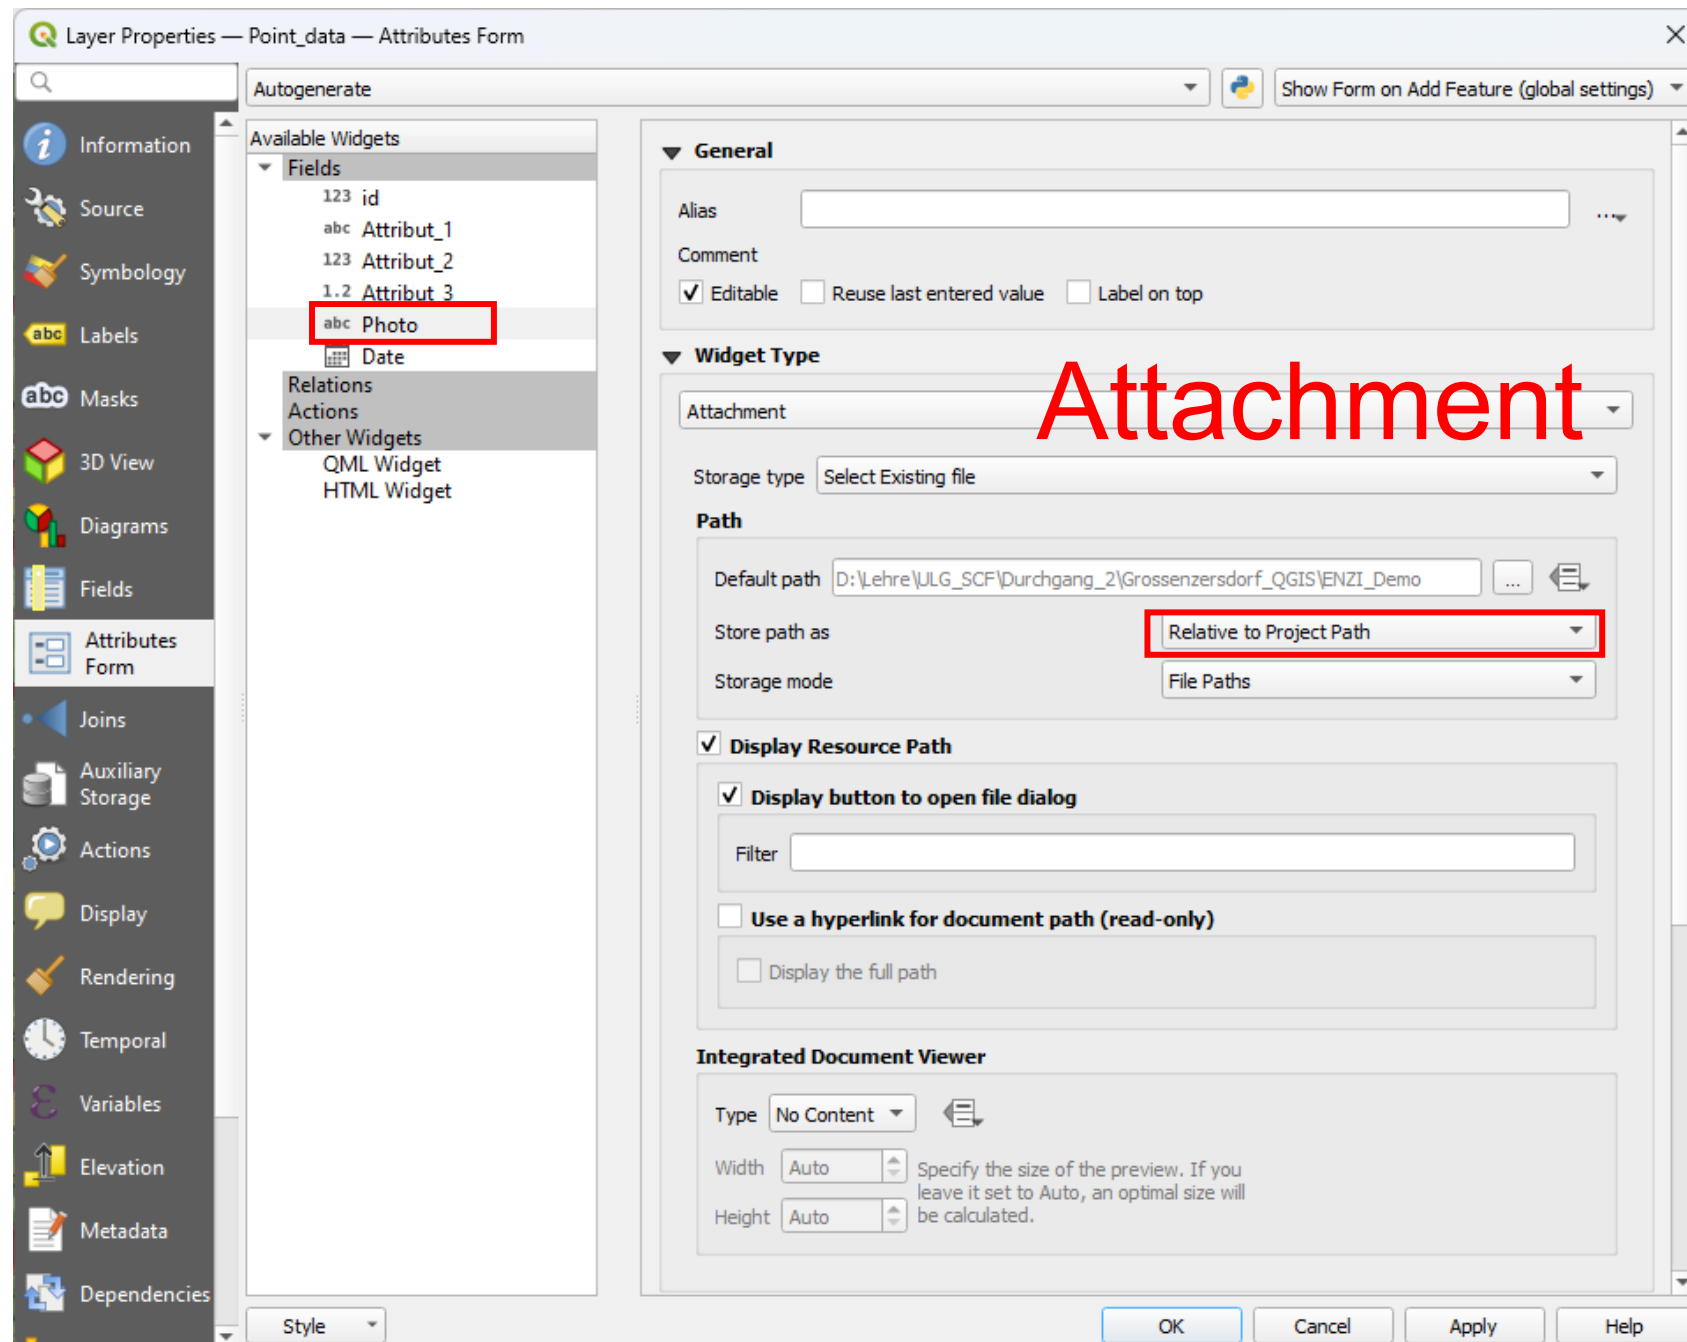 Layer Properties — Point_data — Attributes Form
Autogenerate
Show Form on Add Feature (global settings)
Information
Source
Symbology
abc Labels
abc Masks
3D View
Diagrams
Fields
Attributes
Form
Joins
Auxiliary
Storage
Actions
Display
Rendering
Temporal
Variables
Elevation
Metadata
Dependencies
Available Widgets
Fields
123 id
abc Attribut_1
123 Attribut_2
1.2 Attribut_3
abc Photo
Date
Relations
Actions
Other Widgets
QML Widget
HTML Widget
General
Alias
...
Comment
Editable Reuse last entered value Label on top
Widget Type
Attachment
Attachment
Storage type Select Existing file
Path
Default path D:\Lehre\ULG_SCF\Durchgang_2\Grossenzersdorf_QGIS\ENZI_Demo ...
Store path as Relative to Project Path
Storage mode File Paths
Display Resource Path
Display button to open file dialog
Filter
Use a hyperlink for document path (read-only)
Display the full path
Integrated Document Viewer
Type No Content
Width Auto
Height Auto
Specify the size of the preview. If you
leave it set to Auto, an optimal size will
be calculated.
Style
OK Cancel Apply Help